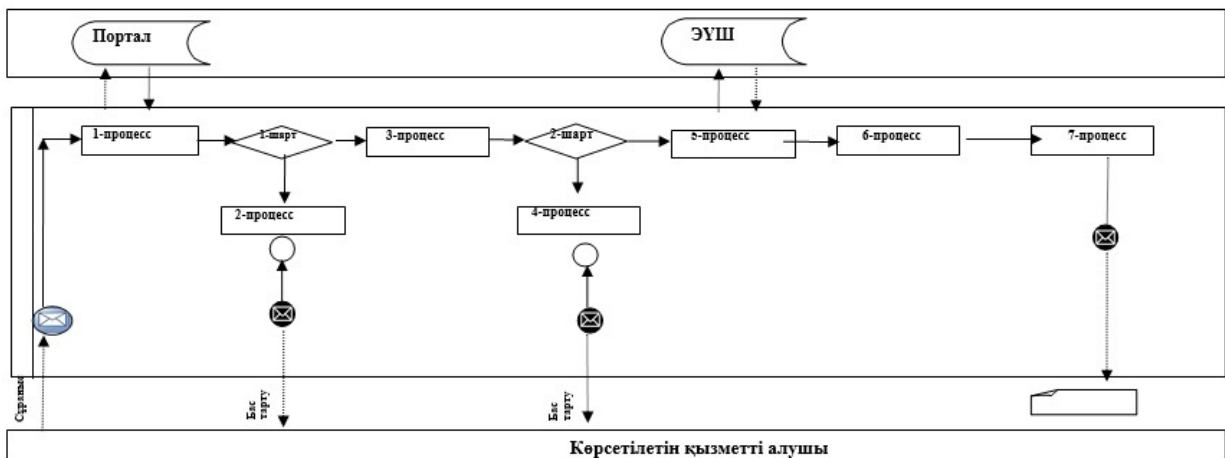 Портал
ЭҮШ
1-процесс
1-шарт
3-процесс
2-шарт
5-процесс
6-процесс
7-процесс
2-процесс
4-процесс
Сұраныс
Бас
тарту
Бас
тарту
Көрсетілетін қызметті алушы